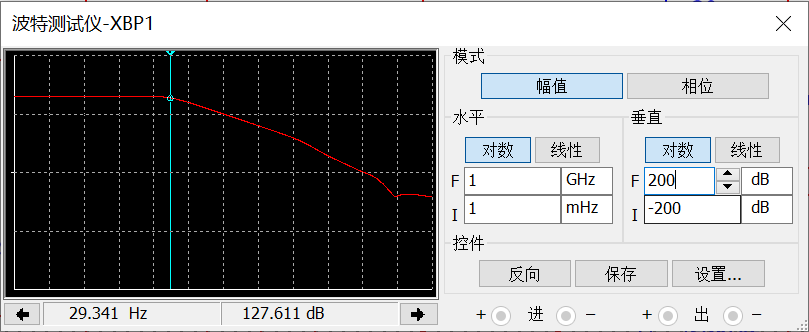 波特测试仪-XBP1
模式
幅值 相位
水平 垂直
对数 线性 对数 线性
F 1 GHz F 200 dB
I 1 mHz I -200 dB
控件
反向 保存 设置...
29.341 Hz 127.611 dB + 进 − + 出 −